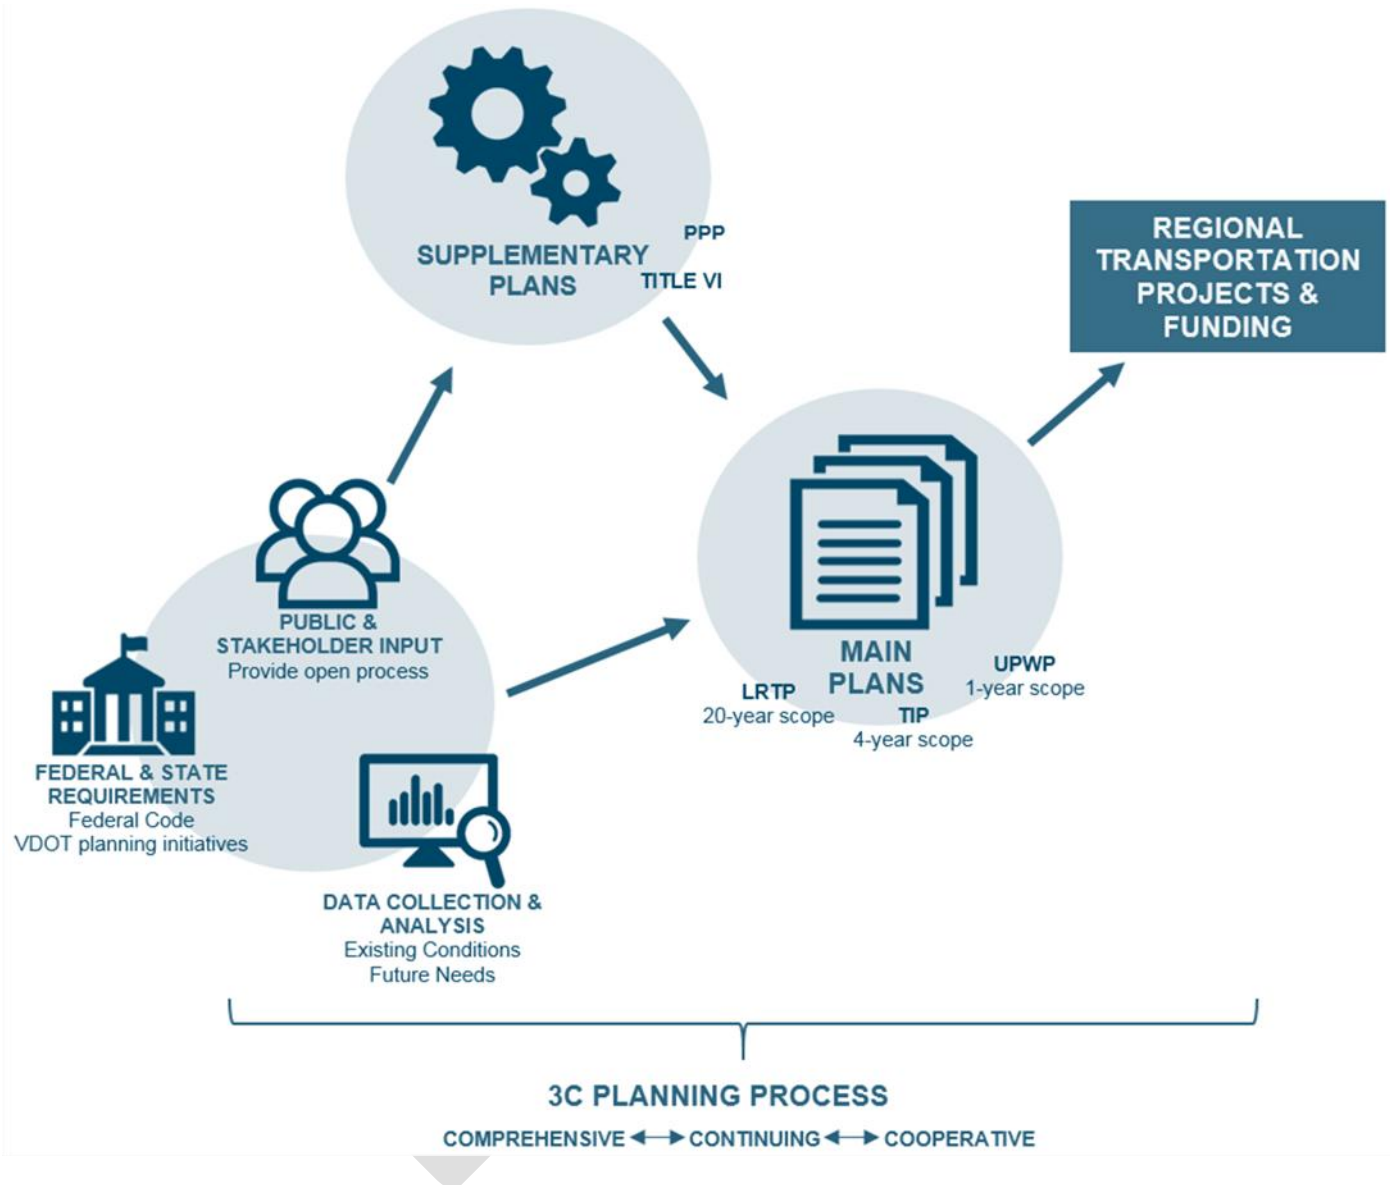 PPP
SUPPLEMENTARY
PLANS
TITLE VI
REGIONAL
TRANSPORTATION
PROJECTS &
FUNDING
PUBLIC &
STAKEHOLDER INPUT
Provide open process
FEDERAL & STATE
REQUIREMENTS
Federal Code
VDOT planning initiatives
DATA COLLECTION &
ANALYSIS
Existing Conditions
Future Needs
MAIN
PLANS
LRTP
20-year scope
TIP
4-year scope
UPWP
1-year scope
3C PLANNING PROCESS
COMPREHENSIVE CONTINUING COOPERATIVE